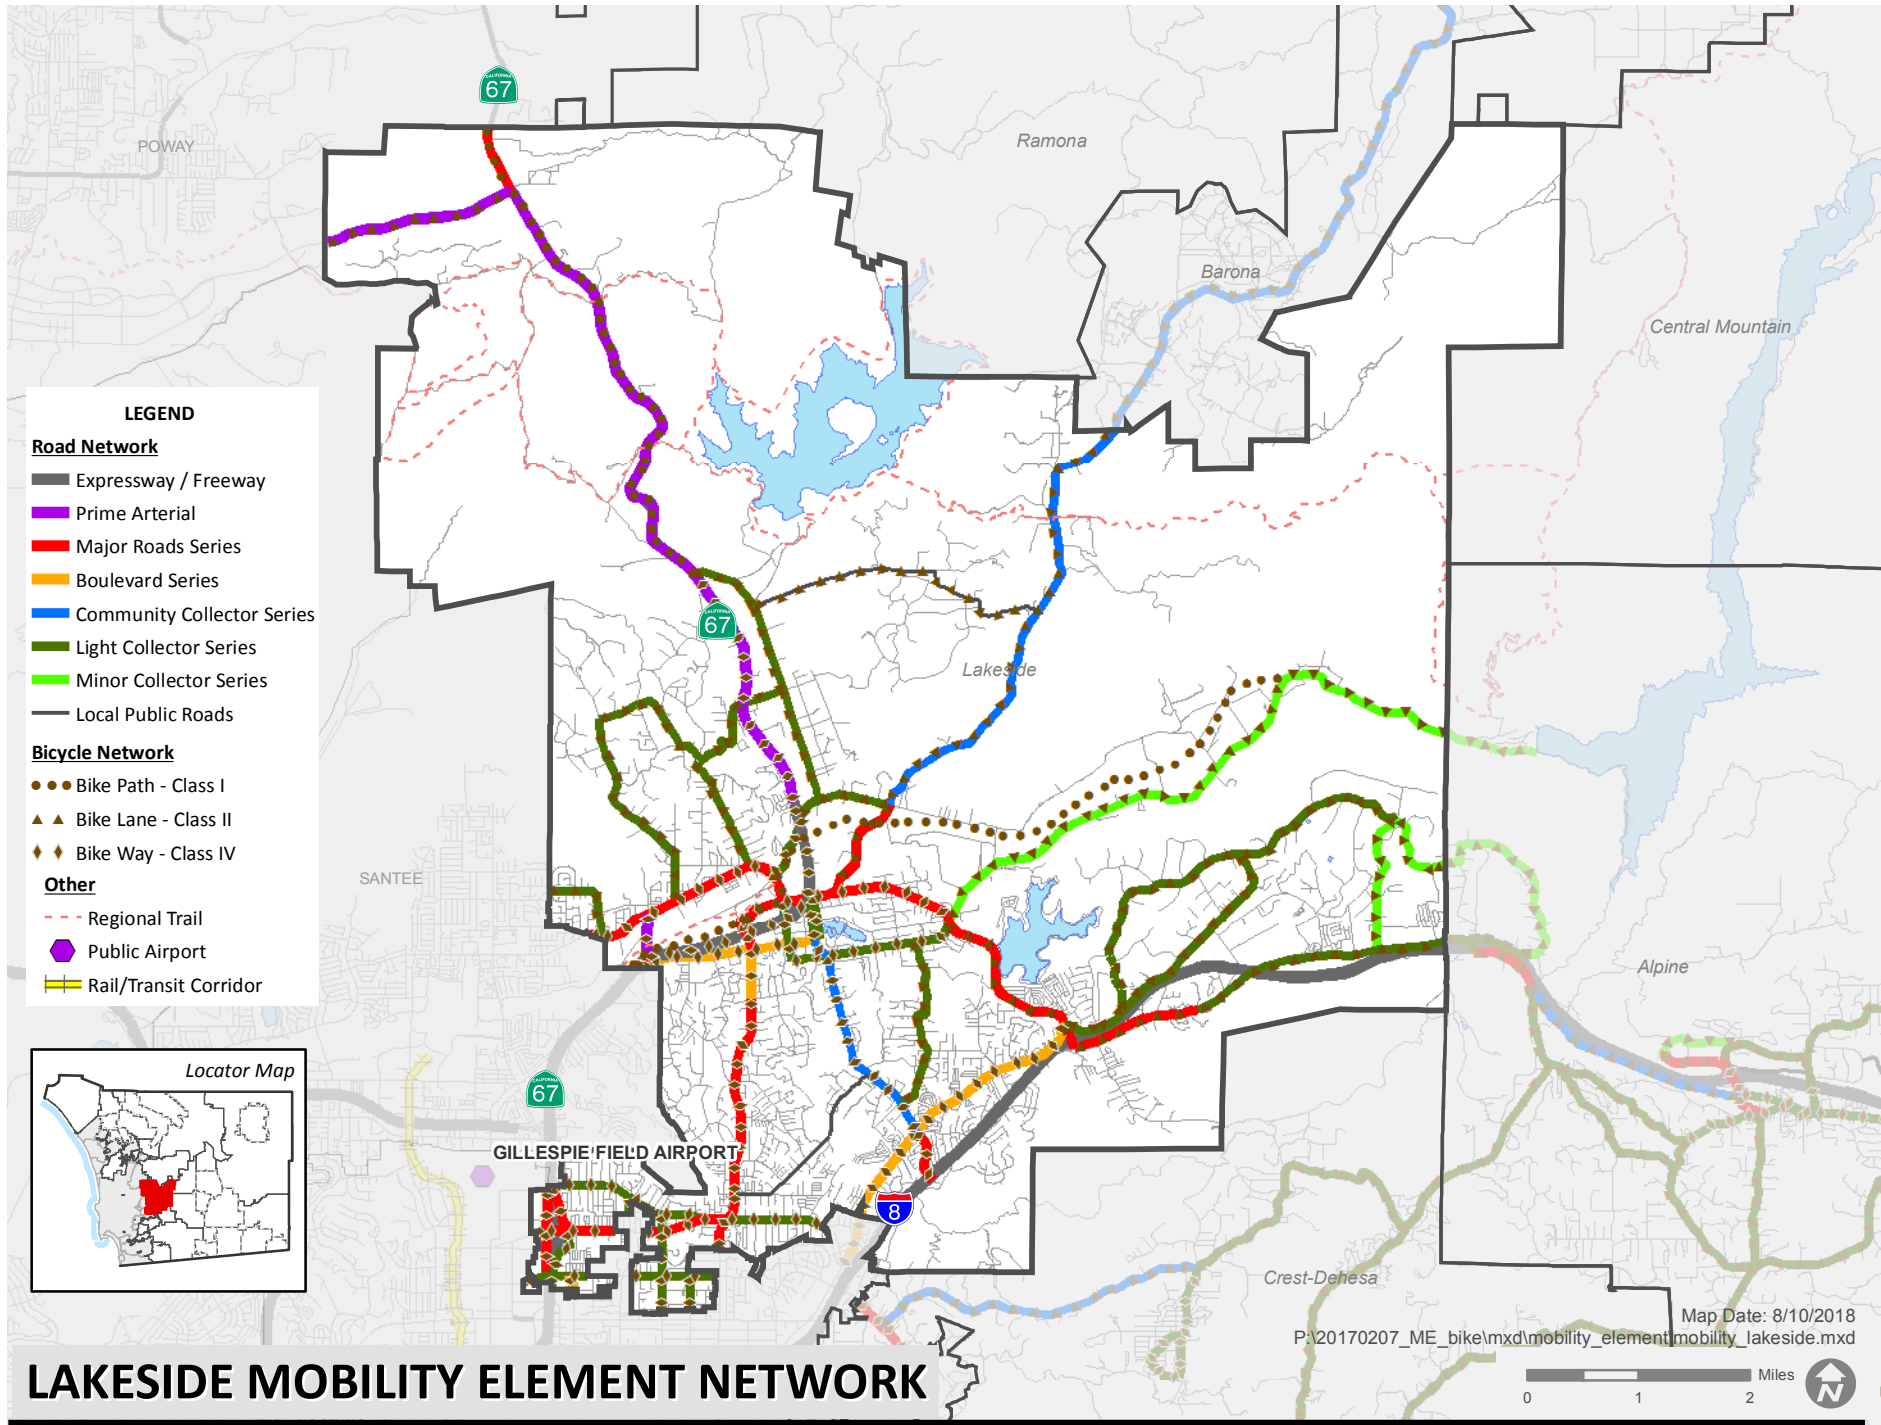 CALIFORNIA
67
POWAY
Ramona
Barona
Central Mountain
LEGEND
Road Network
Expressway / Freeway
Prime Arterial
Major Roads Series
Boulevard Series
Community Collector Series
Light Collector Series
Minor Collector Series
Local Public Roads
Bicycle Network
Bike Path - Class I
Bike Lane - Class II
Bike Way - Class IV
Other
Regional Trail
Public Airport
Rail/Transit Corridor
CALIFORNIA
67
Lakeside
SANTEE
Alpine
Locator Map
CALIFORNIA
67
GILLESPIE FIELD AIRPORT
8
Crest-Dehesa
Map Date: 8/10/2018
P:\20170207_ME_bike\mxd\mobility_element\mobility_lakeside.mxd
Miles
0 1 2
N
LAKESIDE MOBILITY ELEMENT NETWORK